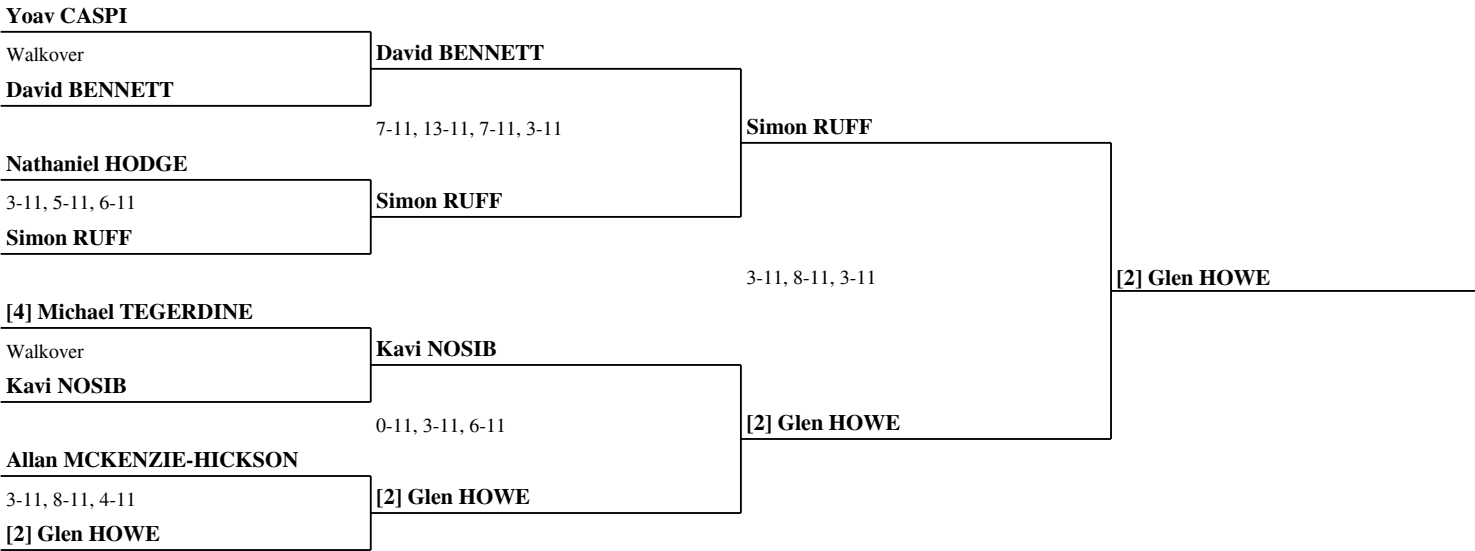 Yoav CASPI
Walkover
David BENNETT
David BENNETT
7-11, 13-11, 7-11, 3-11
Simon RUFF
Nathaniel HODGE
3-11, 5-11, 6-11
Simon RUFF
Simon RUFF
3-11, 8-11, 3-11
[2] Glen HOWE
[4] Michael TEGERDINE
Walkover
Kavi NOSIB
Kavi NOSIB
0-11, 3-11, 6-11
[2] Glen HOWE
Allan MCKENZIE-HICKSON
3-11, 8-11, 4-11
[2] Glen HOWE
[2] Glen HOWE